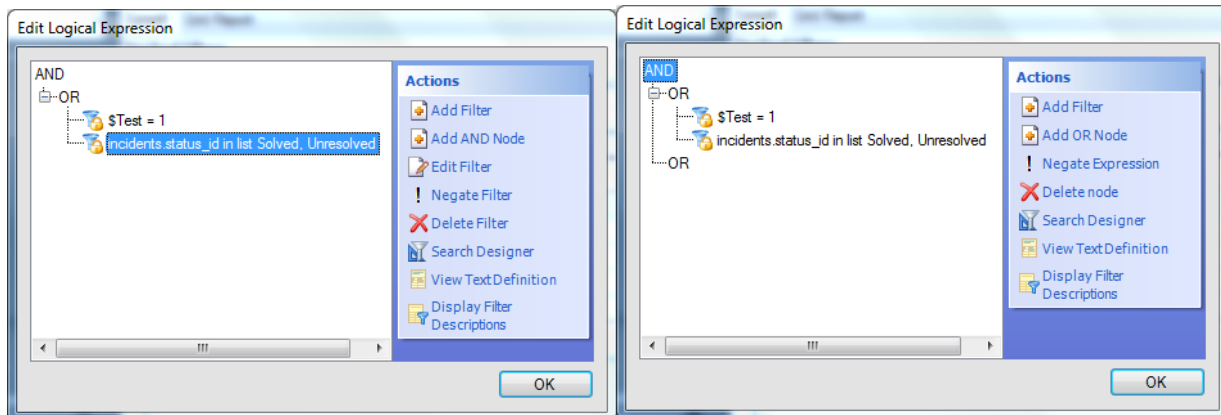 Edit Logical Expression
AND
OR
$Test = 1
incidents.status_id in list Solved, Unresolved
Actions
Add Filter
Add AND Node
Edit Filter
Negate Filter
Delete Filter
Search Designer
View Text Definition
Display Filter
Descriptions
OK
Edit Logical Expression
AND
OR
$Test = 1
incidents.status_id in list Solved, Unresolved
OR
Actions
Add Filter
Add OR Node
Negate Expression
Delete node
Search Designer
View Text Definition
Display Filter
Descriptions
OK